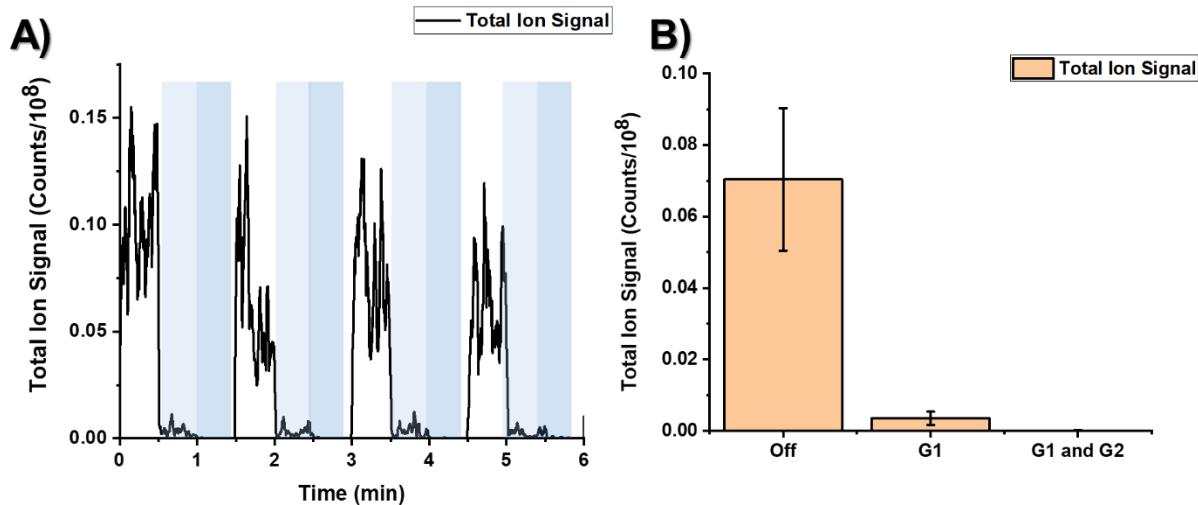 A)
Total Ion Signal
Total Ion Signal (Counts/10⁸)
0.15
0.10
0.05
0.00
0 1 2 3 4 5 6
Time (min)
B)
Total Ion Signal
Total Ion Signal (Counts/10⁸)
0.10
0.08
0.06
0.04
0.02
0.00
Off G1 G1 and G2